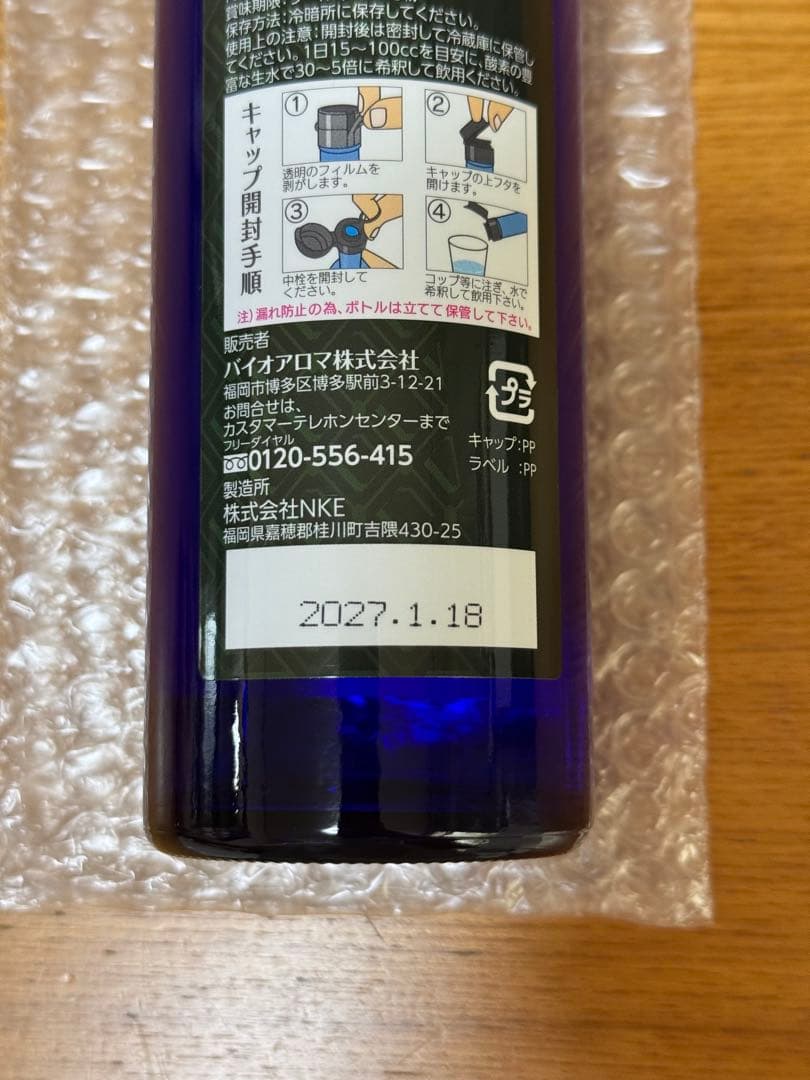 賞味期限:
保存方法:冷暗所に保存してください。
使用上の注意:開封後は密封して冷蔵庫に保管し
てください。1日15〜100ccを目安に、酸素の豊
富な生水で30〜5倍に希釈して飲用ください。
キャップ開封手順
①
透明のフィルムを
剥がします。
②
キャップの上フタを
開けます。
③
中栓を開封して
ください。
④
コップ等に注ぎ、水で
希釈して飲用下さい。
注)漏れ防止の為、ボトルは立てて保管して下さい。
販売者
バイオアロマ株式会社
福岡市博多区博多駅前3-12-21
お問合せは、
カスタマーテレホンセンターまで
フリーダイヤル
0120-556-415
製造所
株式会社NKE
福岡県嘉穂郡桂川町吉隈430-25
プラ
キャップ:PP
ラベル :PP
2027.1.18